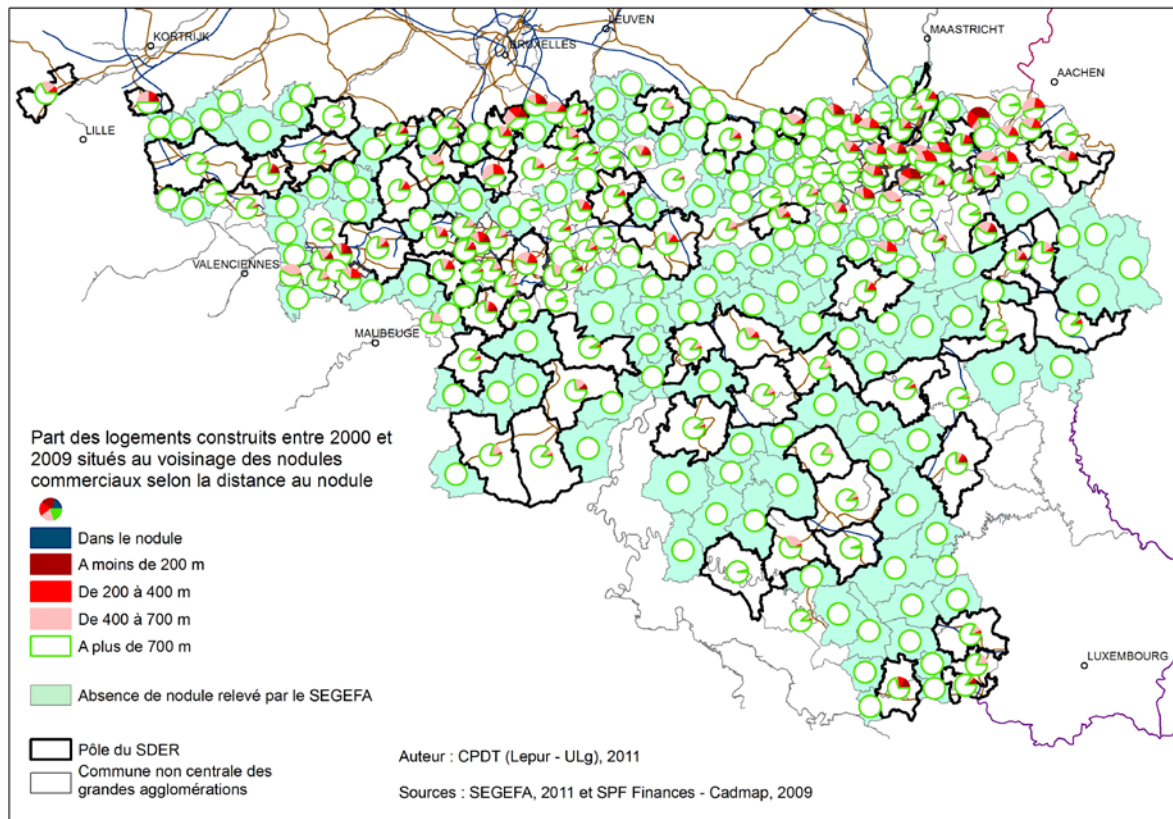 KORTRIJK
LEUVEN
BRUXELLES
MAASTRICHT
AACHEN
LILLE
VALENCIENNES
MAUBEUGE
LUXEMBOURG
Part des logements construits entre 2000 et
2009 situés au voisinage des nodules
commerciaux selon la distance au nodule
Dans le nodule
A moins de 200 m
De 200 à 400 m
De 400 à 700 m
A plus de 700 m
Absence de nodule relevé par le SEGEFA
Pôle du SDER
Commune non centrale des
grandes agglomérations
Auteur : CPDT (Lepur - ULg), 2011
Sources : SEGEFA, 2011 et SPF Finances - Cadmap, 2009